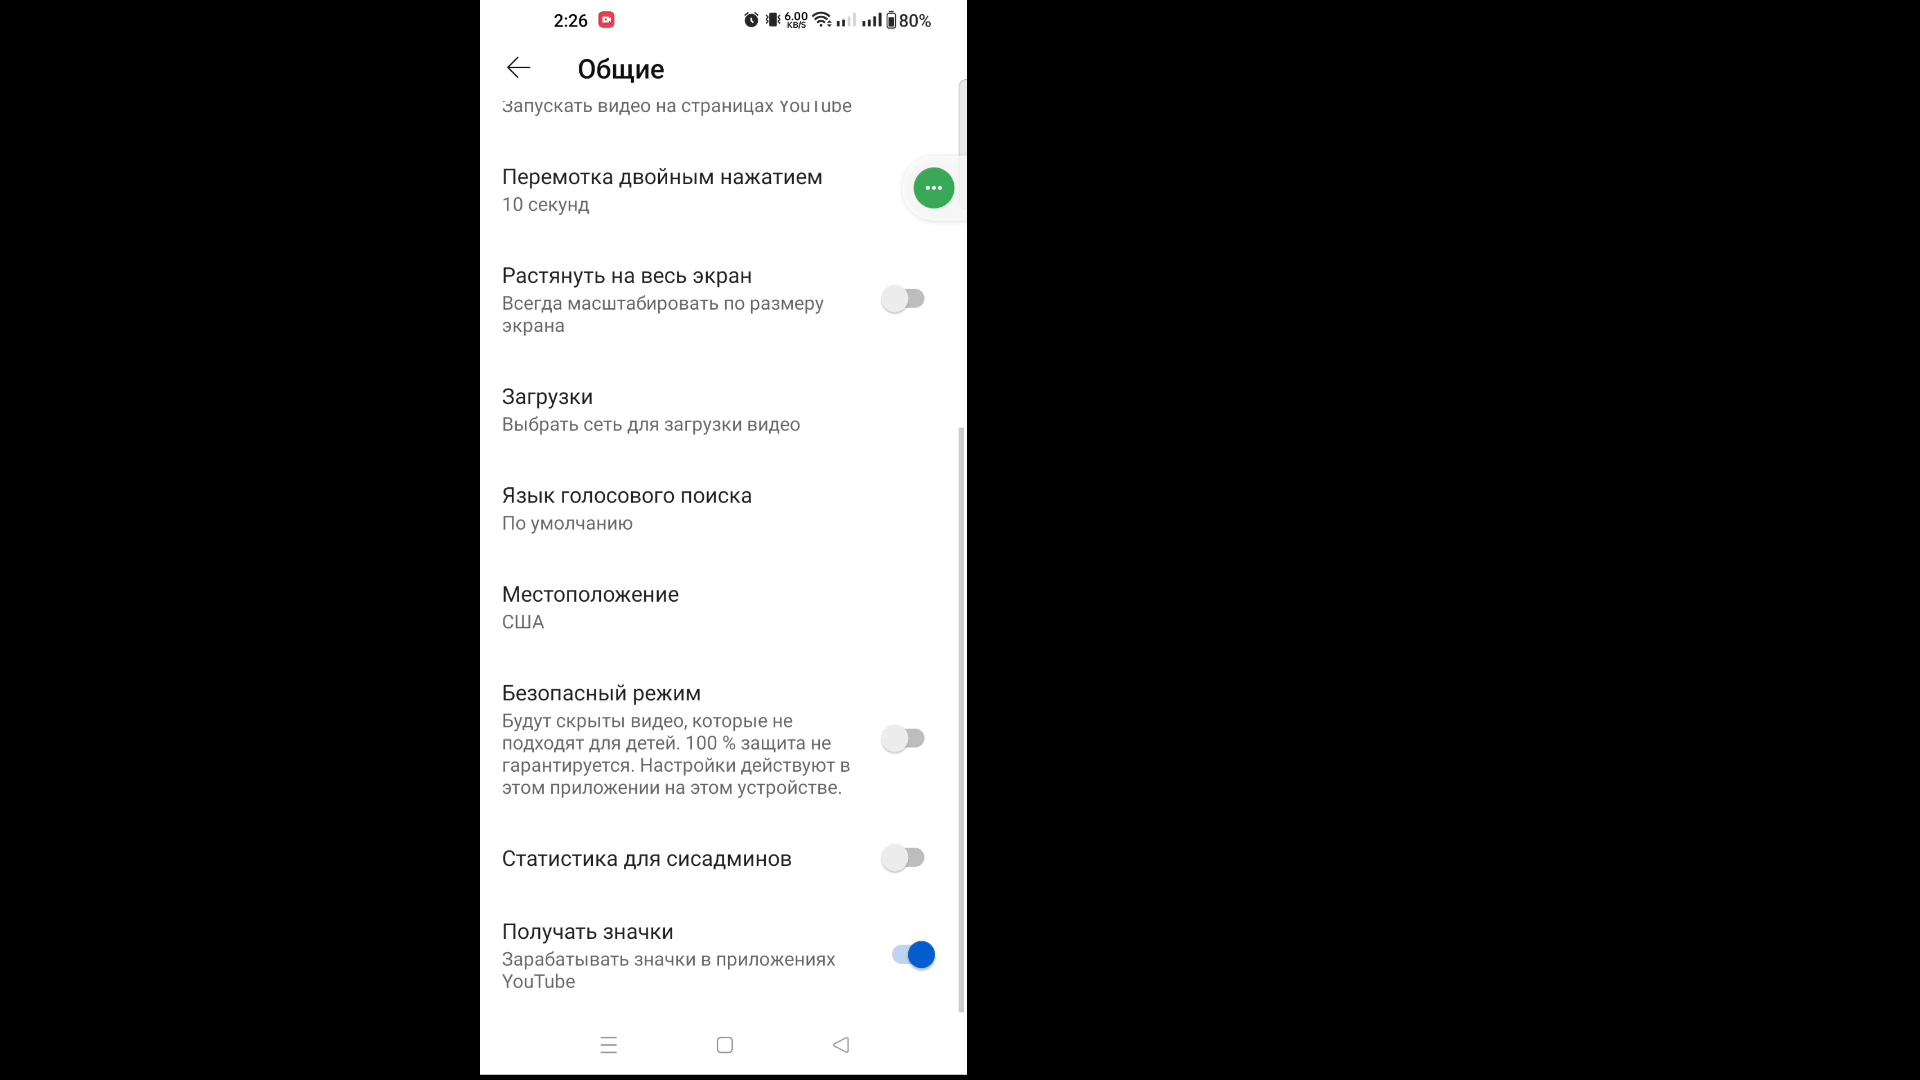 2:26
6.00
KB/S
80%
Общие
Запускать видео на страницах YouTube
Перемотка двойным нажатием
10 секунд
Растянуть на весь экран
Всегда масштабировать по размеру
экрана
Загрузки
Выбрать сеть для загрузки видео
Язык голосового поиска
По умолчанию
Местоположение
США
Безопасный режим
Будут скрыты видео, которые не
подходят для детей. 100 % защита не
гарантируется. Настройки действуют в
этом приложении на этом устройстве.
Статистика для сисадминов
Получать значки
Зарабатывать значки в приложениях
YouTube